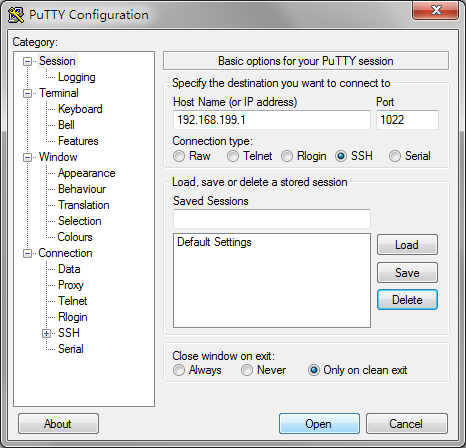 PuTTY Configuration
Category:
Session
Logging
Terminal
Keyboard
Bell
Features
Window
Appearance
Behaviour
Translation
Selection
Colours
Connection
Data
Proxy
Telnet
Rlogin
SSH
Serial
Basic options for your PuTTY session
Specify the destination you want to connect to
Host Name (or IP address) Port
192.168.199.1 1022
Connection type:
Raw Telnet Rlogin SSH Serial
Load, save or delete a stored session
Saved Sessions
Default Settings
Load
Save
Delete
Close window on exit:
Always Never Only on clean exit
About Open Cancel